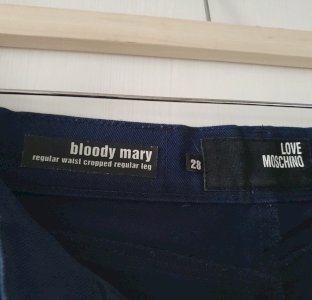 bloody mary
regular waist cropped regular leg
28
LOVE
MOSCHINO